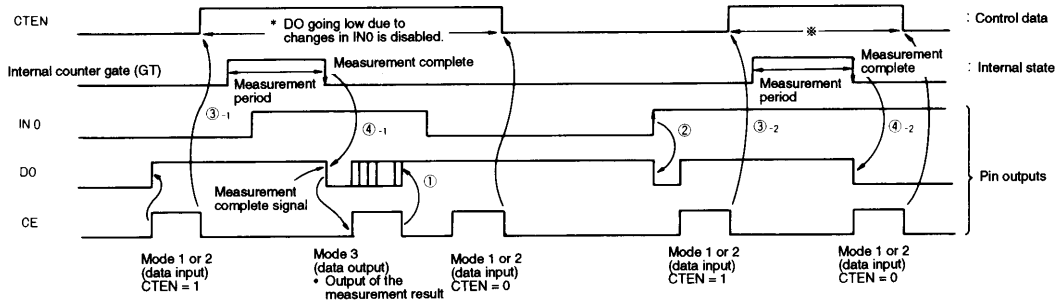 CTEN
* DO going low due to
changes in IN0 is disabled.
※
: Control data
Internal counter gate (GT)
Measurement complete
Measurement
period
Measurement
complete
Measurement
period
: Internal state
③-1
④-1
②
③-2
④-2
IN 0
DO
Measurement
complete signal
①
CE
Pin outputs
Mode 1 or 2
(data input)
CTEN = 1
Mode 3
(data output)
• Output of the
measurement result
Mode 1 or 2
(data input)
CTEN = 0
Mode 1 or 2
(data input)
CTEN = 1
Mode 1 or 2
(data input)
CTEN = 0